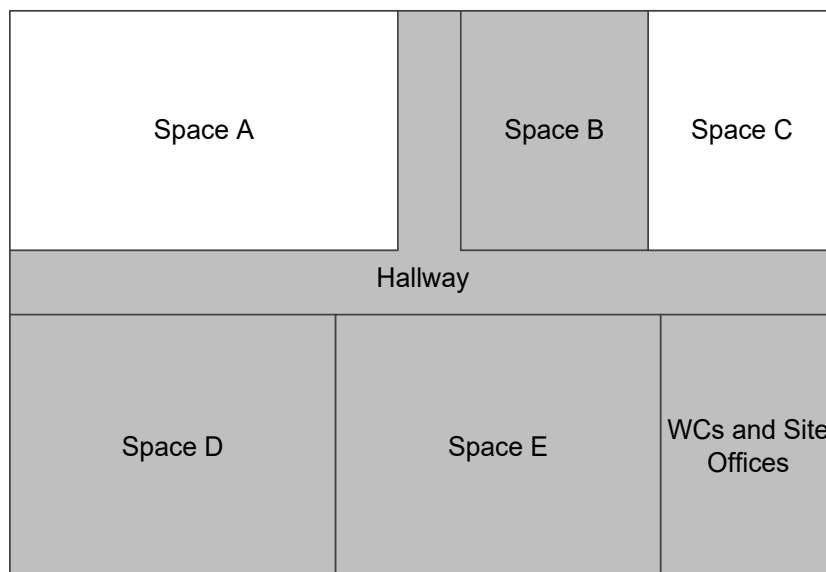 Space A
Space B
Space C
Hallway
Space D
Space E
WCs and Site
Offices